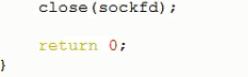 close(sockfd);
return 0;
}